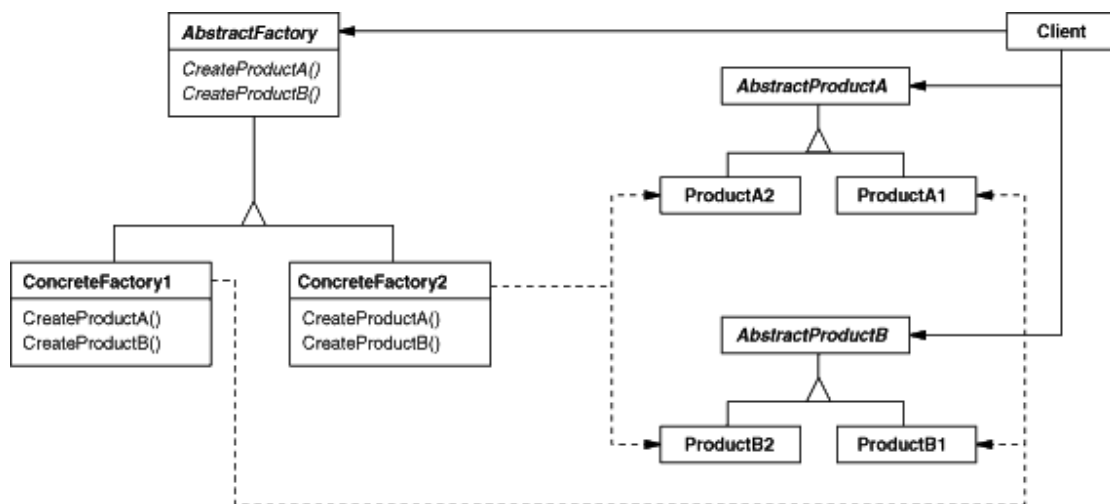 AbstractFactory
CreateProductA()
CreateProductB()
Client
AbstractProductA
ProductA2
ProductA1
ConcreteFactory1
CreateProductA()
CreateProductB()
ConcreteFactory2
CreateProductA()
CreateProductB()
AbstractProductB
ProductB2
ProductB1